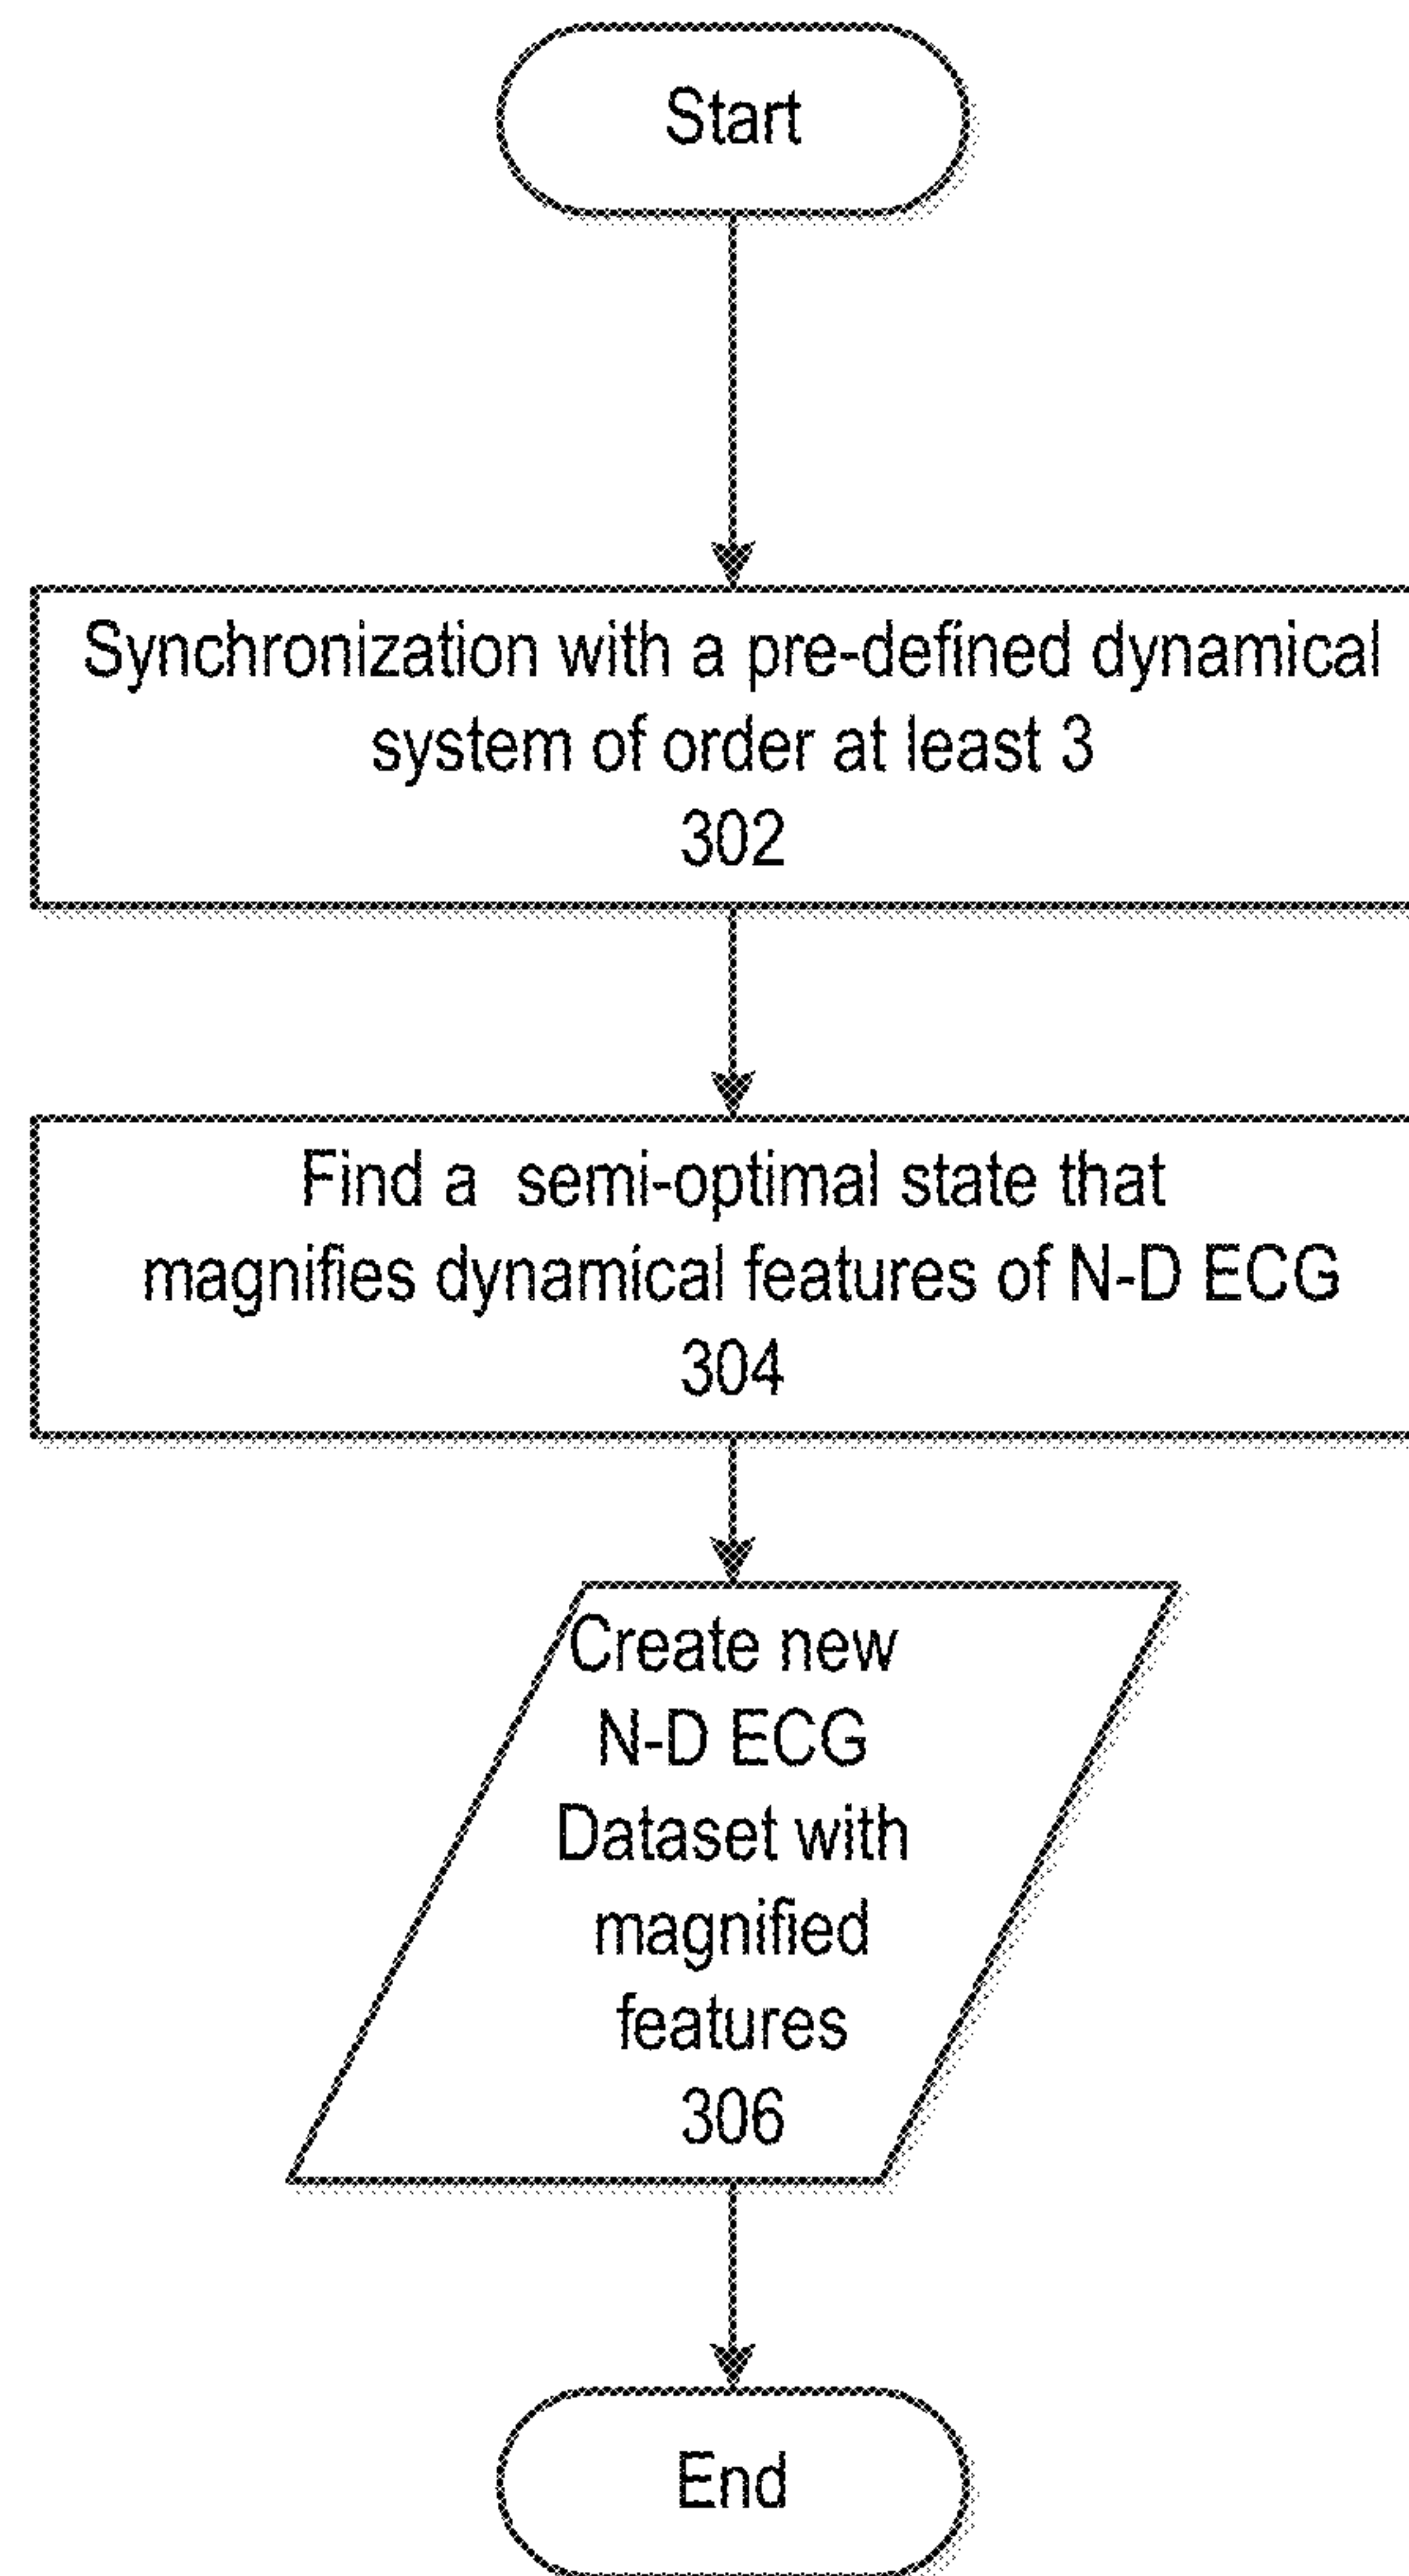 Start
Synchronization with a pre-defined dynamical
system of order at least 3
302
Find a semi-optimal state that
magnifies dynamical features of N-D ECG
304
Create new
N-D ECG
Dataset with
magnified
features
306
End